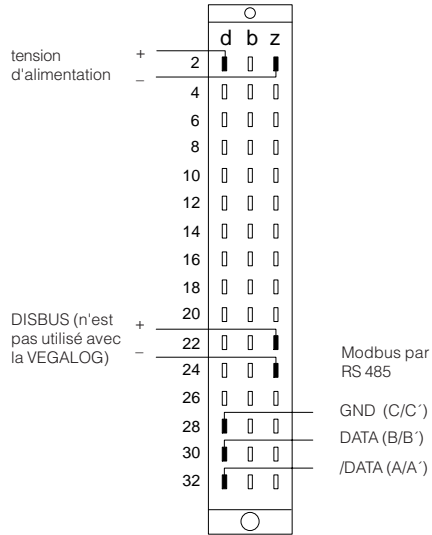 d b z
tension
d'alimentation
+
–
2
4
6
8
10
12
14
16
18
20
DISBUS (n'est
pas utilisé avec
la VEGALOG)
+
–
22
24
26
28
30
32
Modbus par
RS 485
GND (C/C´)
DATA (B/B´)
/DATA (A/A´)